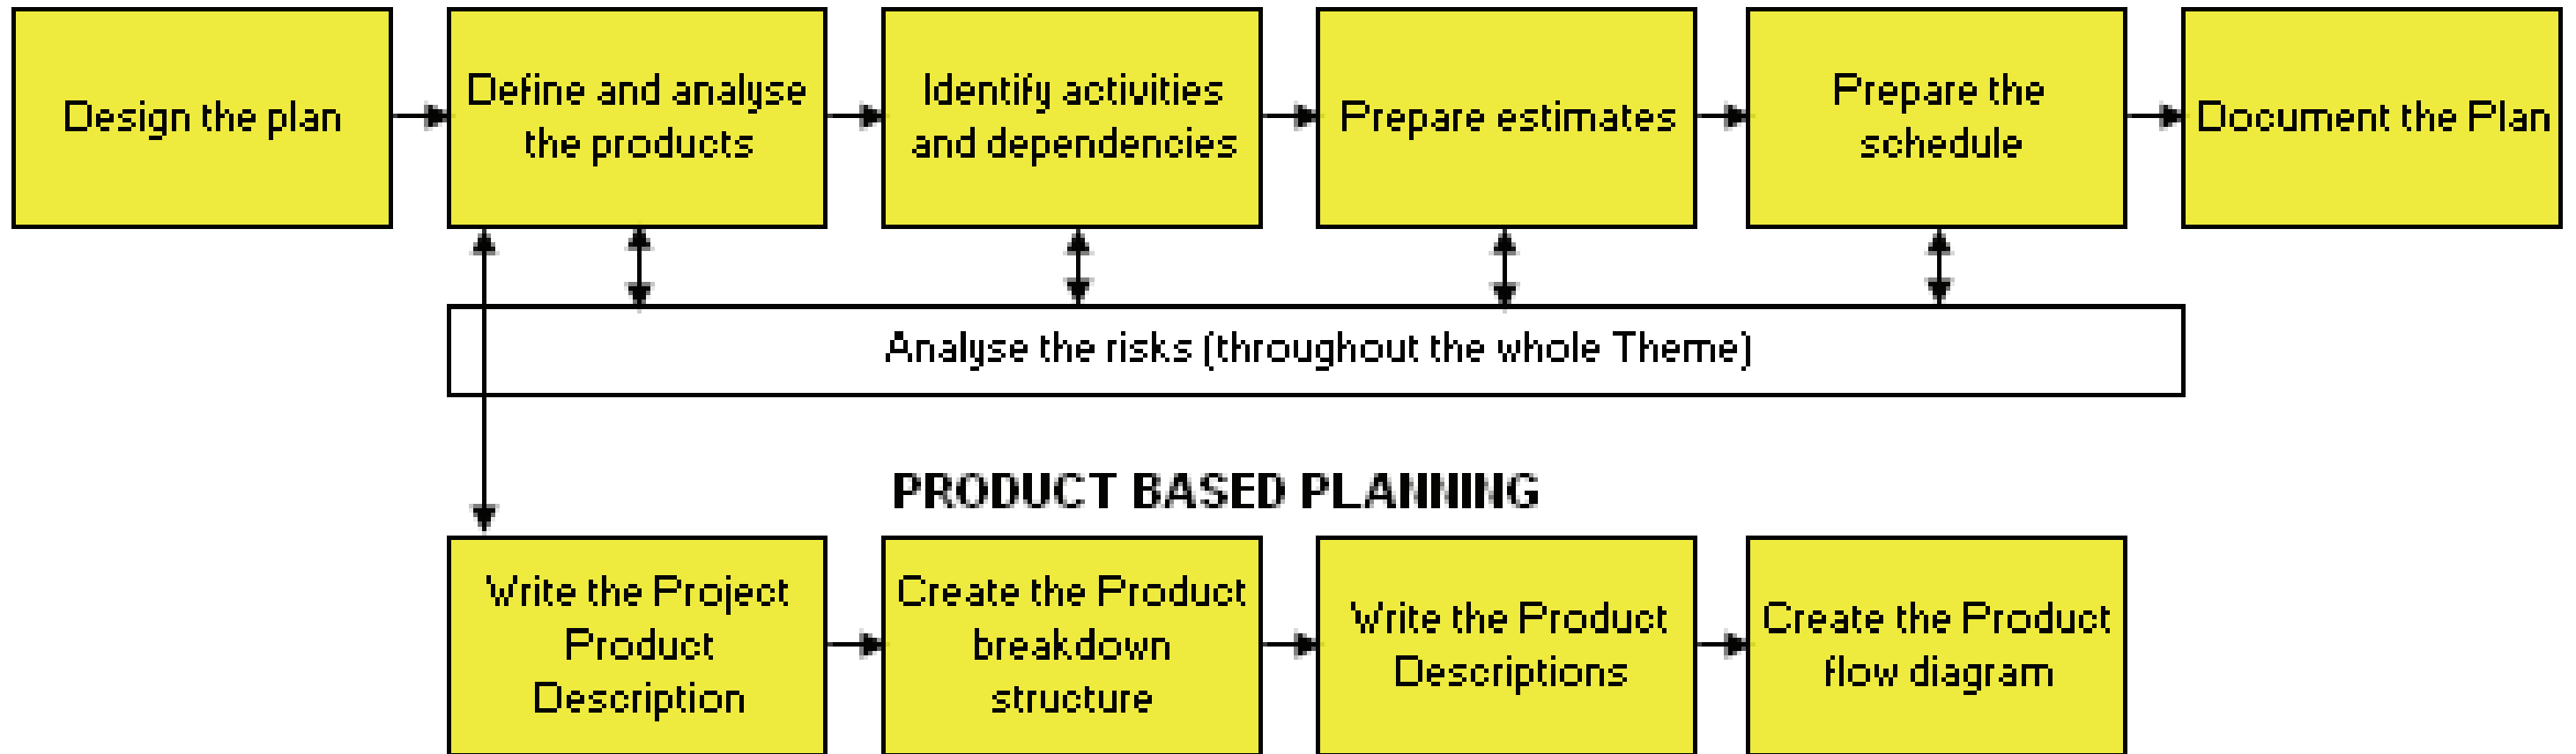 Design the plan
Define and analyse
the products
Identify activities
and dependencies
Prepare estimates
Prepare the
schedule
Document the Plan
Analyse the risks (throughout the whole Theme)
PRODUCT BASED PLANNING
Write the Project
Product
Description
Create the Product
breakdown
structure
Write the Product
Descriptions
Create the Product
flow diagram